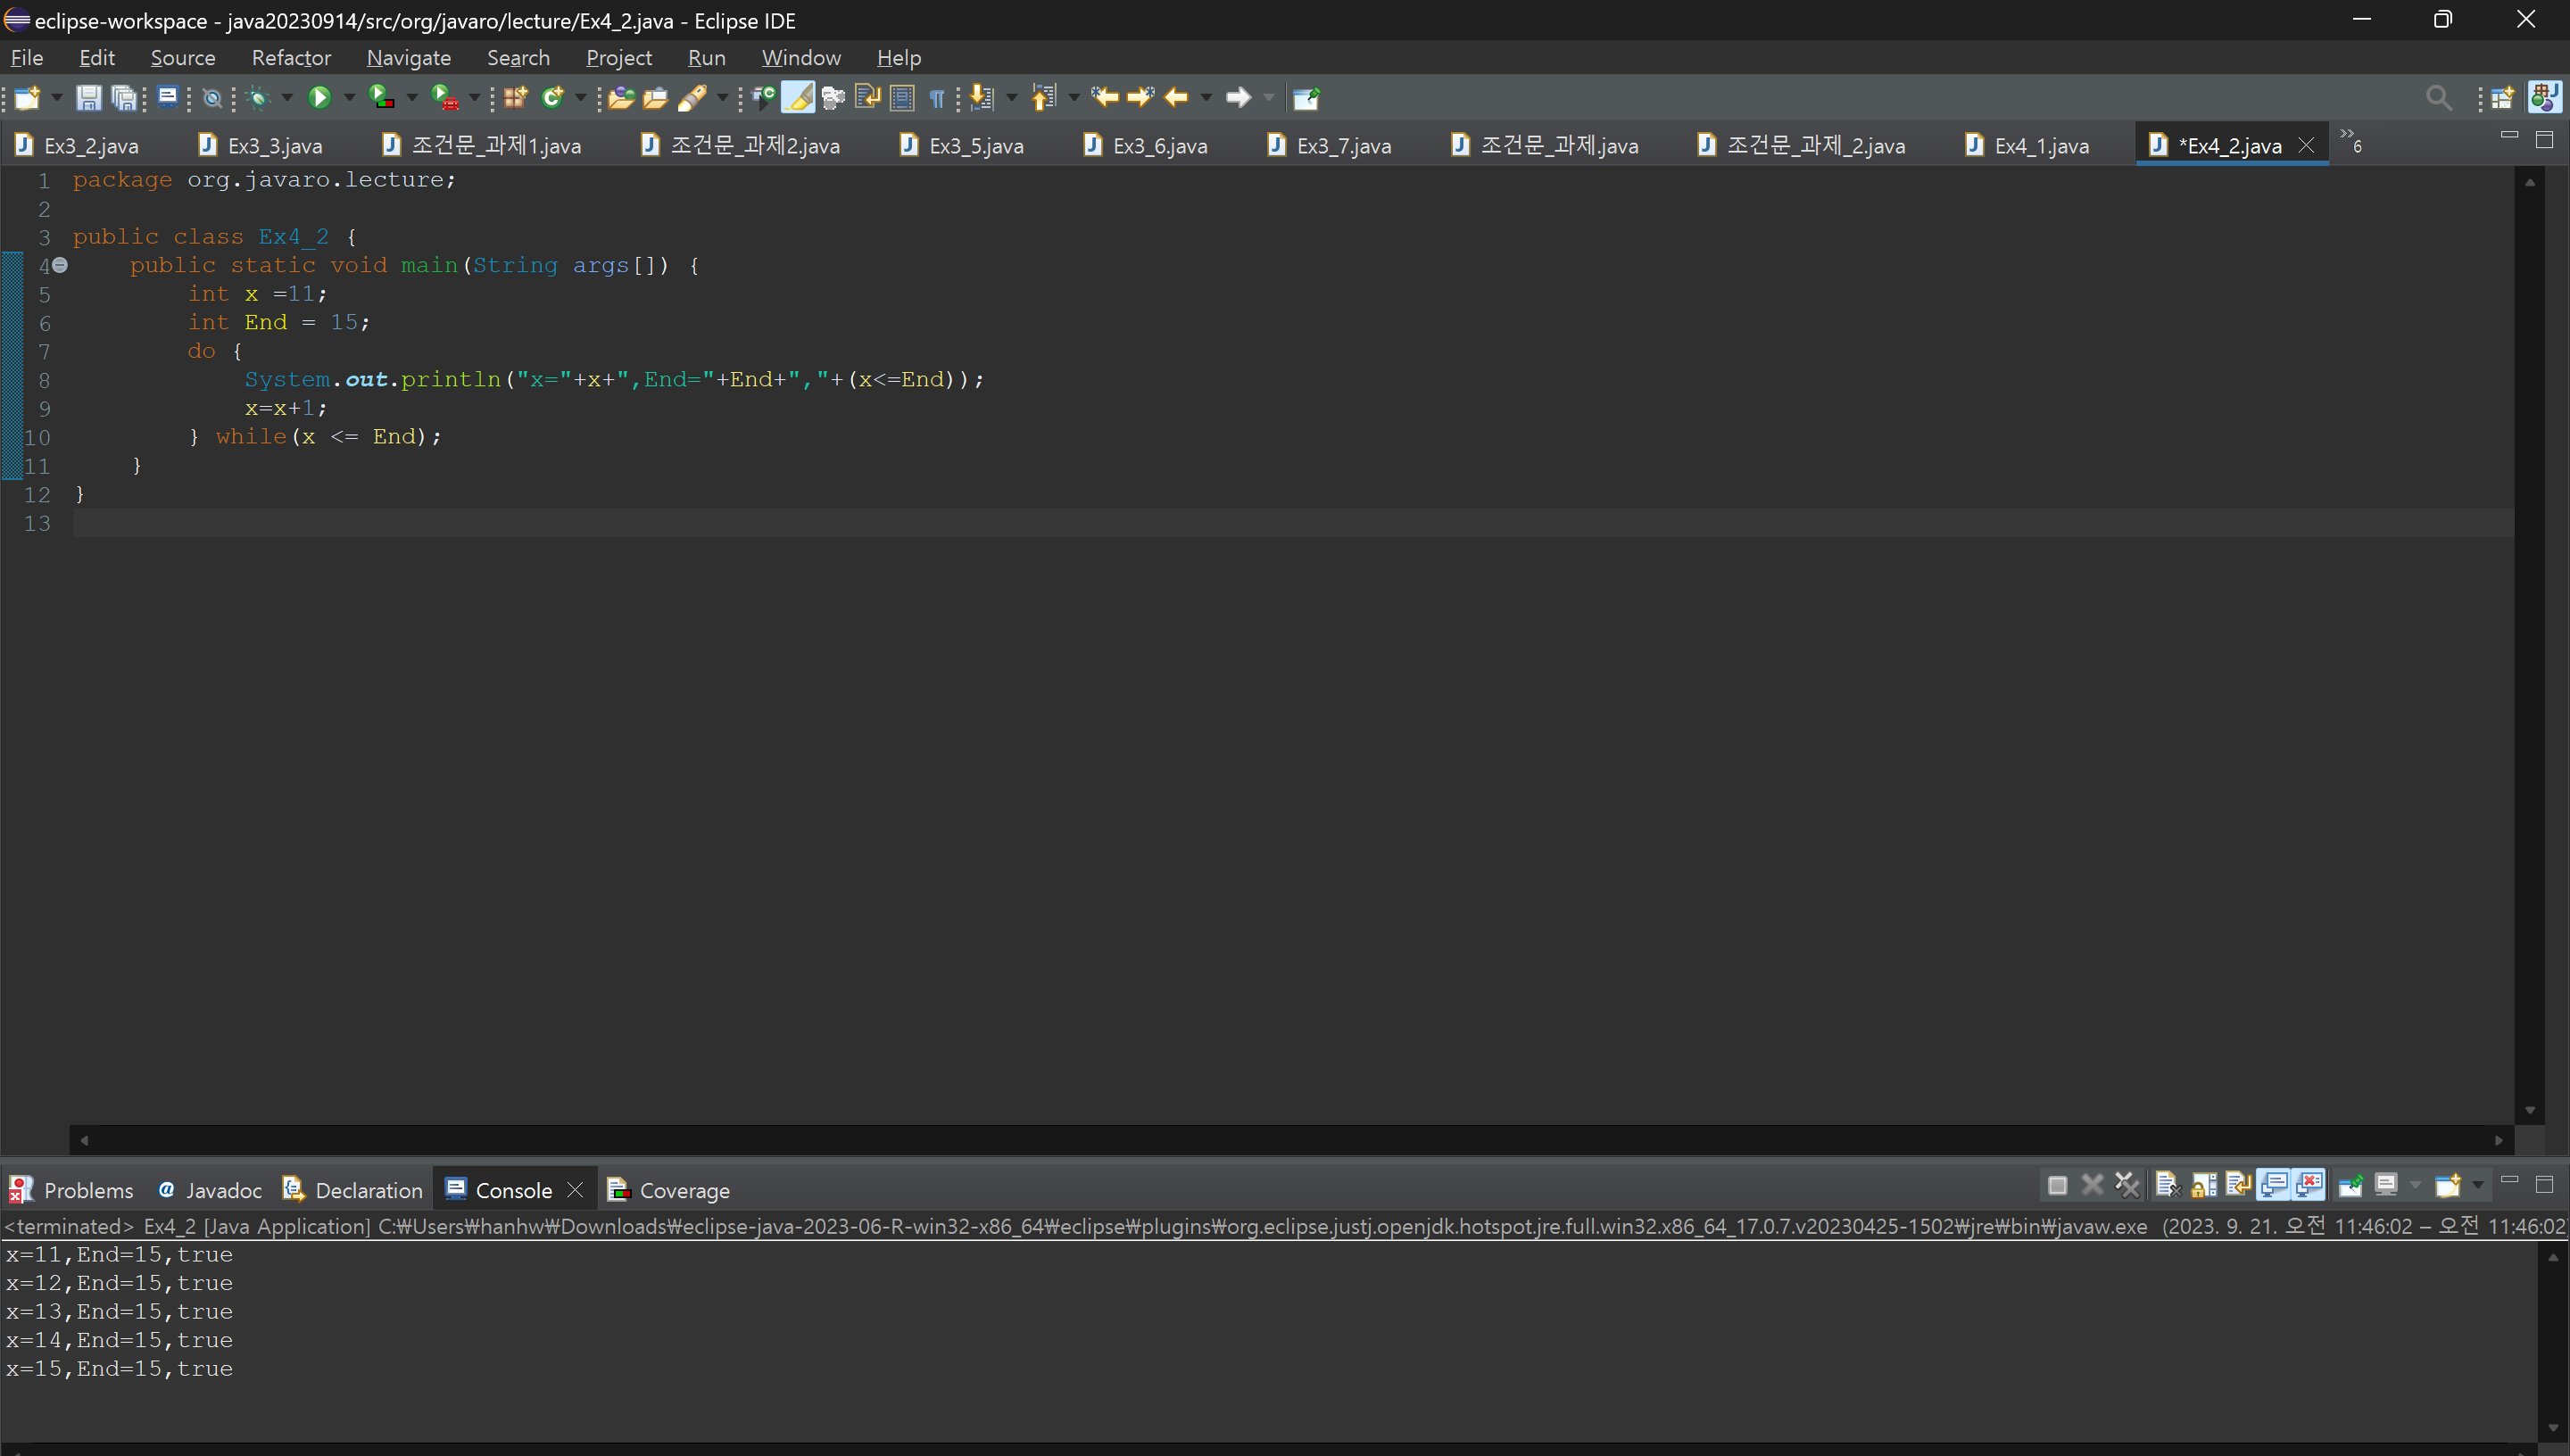 eclipse-workspace - java20230914/src/org/javaro/lecture/Ex4_2.java - Eclipse IDE
File Edit Source Refactor Navigate Search Project Run Window Help
Ex3_2.java Ex3_3.java 조건문_과제1.java 조건문_과제2.java Ex3_5.java Ex3_6.java Ex3_7.java 조건문_과제.java 조건문_과제_2.java Ex4_1.java *Ex4_2.java »6
1 package org.javaro.lecture;
2
3 public class Ex4_2 {
4 public static void main(String args[]) {
5 int x =11;
6 int End = 15;
7 do {
8 System.out.println("x="+x+",End="+End+","+(x<=End));
9 x=x+1;
10 } while(x <= End);
11 }
12 }
13
Problems Javadoc Declaration Console Coverage
<terminated> Ex4_2 [Java Application] C:₩Users₩hanhw₩Downloads₩eclipse-java-2023-06-R-win32-x86_64₩eclipse₩plugins₩org.eclipse.justj.openjdk.hotspot.jre.full.win32.x86_64_17.0.7.v20230425-1502₩jre₩bin₩javaw.exe (2023. 9. 21. 오전 11:46:02 – 오전 11:46:02
x=11,End=15,true
x=12,End=15,true
x=13,End=15,true
x=14,End=15,true
x=15,End=15,true